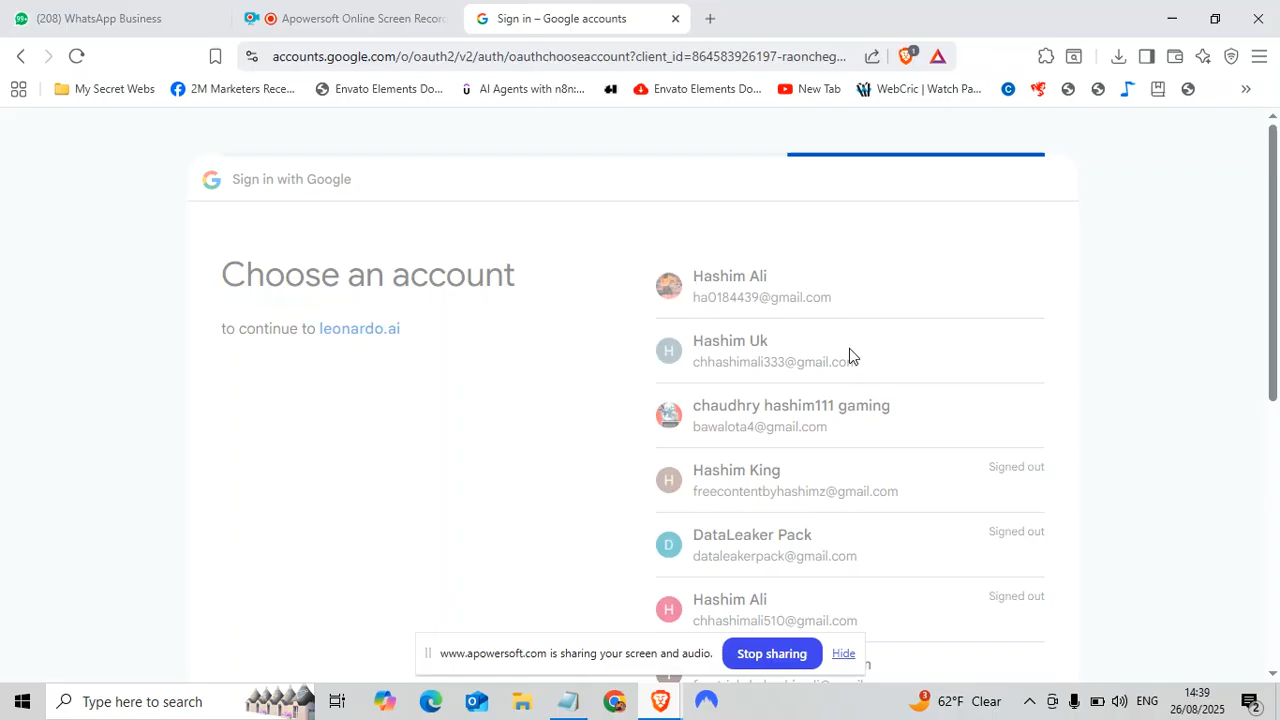 99+
(208) WhatsApp Business
Apowersoft Online Screen Recor
Sign in – Google accounts
accounts.google.com/o/oauth2/v2/auth/oauthchooseaccount?client_id=864583926197-raoncheg...
1
My Secret Webs
2M Marketers Rece...
Envato Elements Do...
AI Agents with n8n:...
Envato Elements Do...
New Tab
WebCric | Watch Pa...
Sign in with Google
Choose an account
to continue to leonardo.ai
Hashim Ali
ha0184439@gmail.com
Hashim Uk
chhashimali333@gmail.com
chaudhry hashim111 gaming
bawalota4@gmail.com
Hashim King
Signed out
freecontentbyhashimz@gmail.com
DataLeaker Pack
Signed out
dataleakerpack@gmail.com
Hashim Ali
Signed out
chhashimali510@gmail.com
www.apowersoft.com is sharing your screen and audio.
Stop sharing
Hide
Type here to search
3
62°F Clear
ENG
14:39
26/08/2025
2